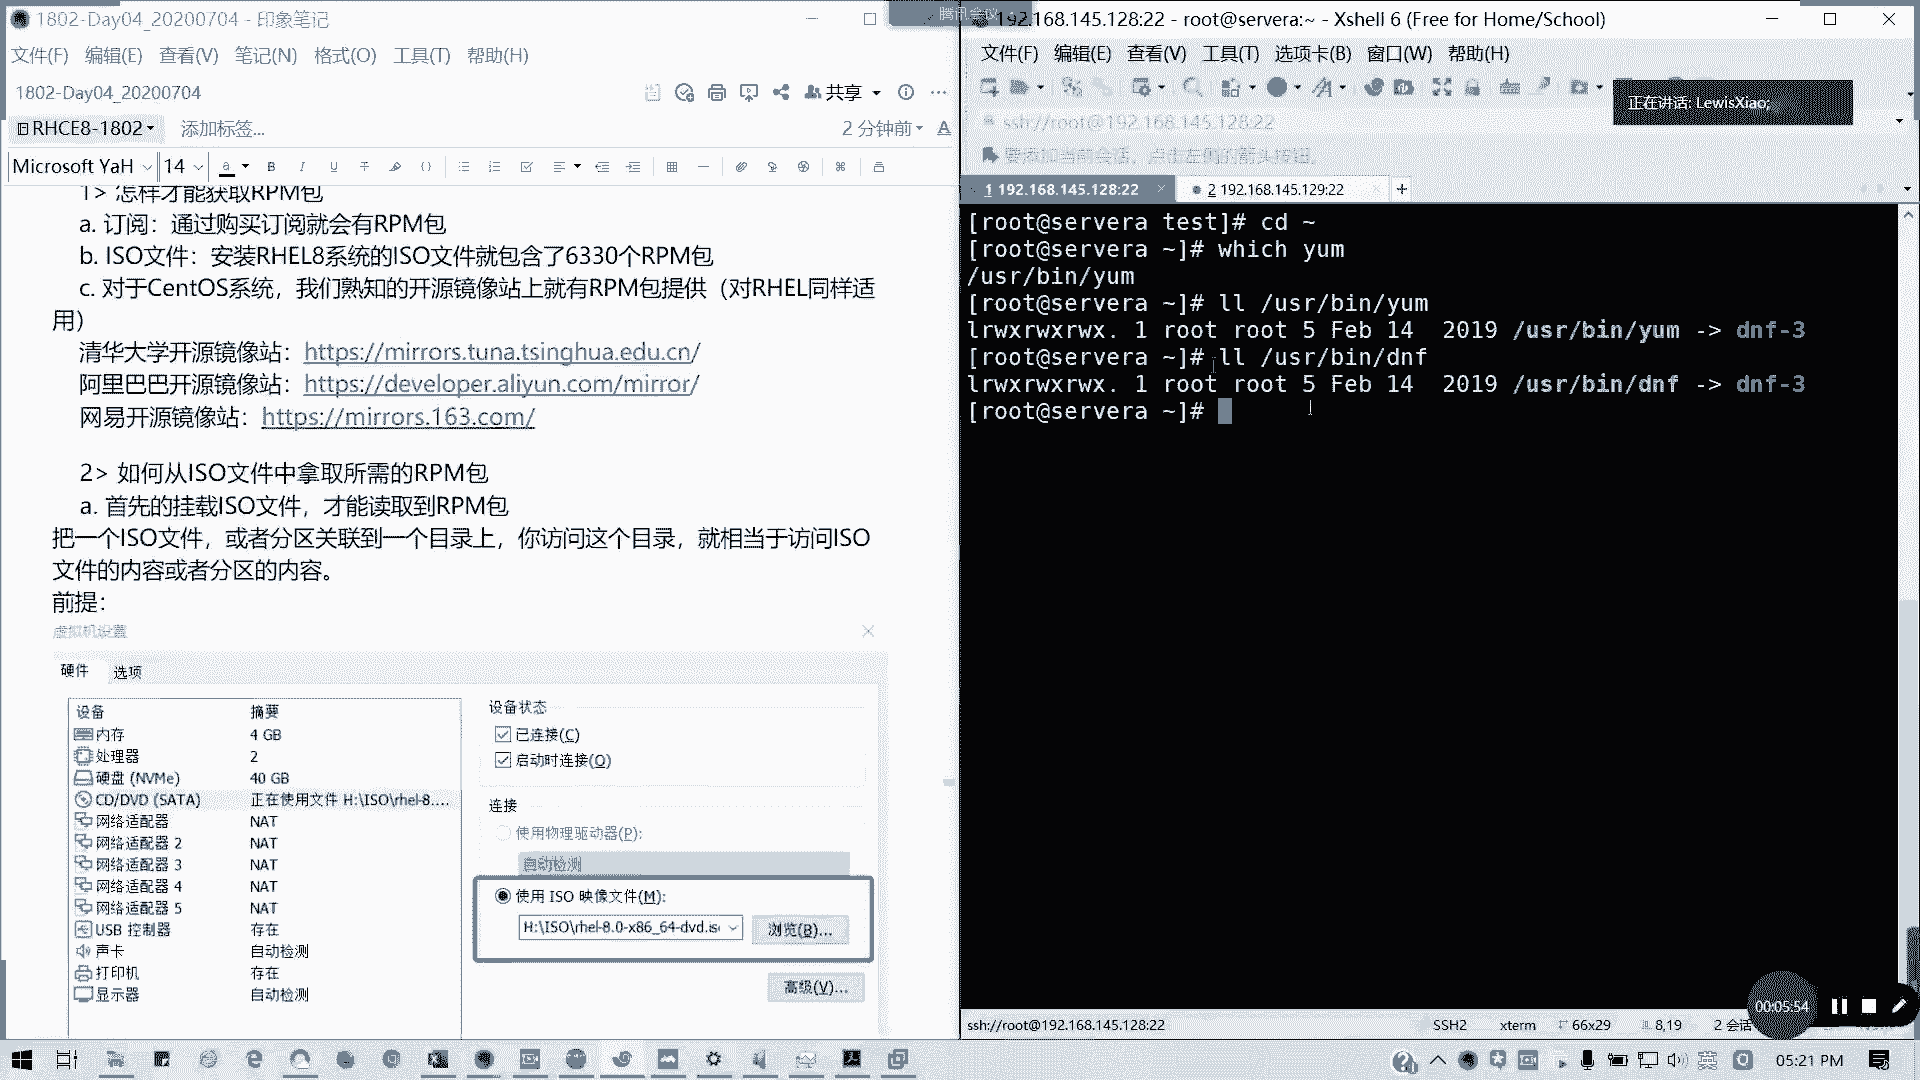 1802-Day04_20200704 - 印象笔记
文件(F) 编辑(E) 查看(V) 笔记(N) 格式(O) 工具(T) 帮助(H)
1802-Day04_20200704
共享
RHCE8-1802
添加标签...
2 分钟前
Microsoft YaH
14
1> 怎样才能获取RPM包
a. 订阅：通过购买订阅就会有RPM包
b. ISO文件：安装RHEL8系统的ISO文件就包含了6330个RPM包
c. 对于CentOS系统，我们熟知的开源镜像站上就有RPM包提供（对RHEL同样适
用）
清华大学开源镜像站：https://mirrors.tuna.tsinghua.edu.cn/
阿里巴巴开源镜像站：https://developer.aliyun.com/mirror/
网易开源镜像站：https://mirrors.163.com/
2> 如何从ISO文件中拿取所需的RPM包
a. 首先的挂载ISO文件，才能读取到RPM包
把一个ISO文件，或者分区关联到一个目录上，你访问这个目录，就相当于访问ISO
文件的内容或者分区的内容。
前提：
虚拟机设置
硬件 选项
设备 摘要
内存 4 GB
处理器 2
硬盘 (NVMe) 40 GB
CD/DVD (SATA) 正在使用文件 H:\ISO\rhel-8....
网络适配器 NAT
网络适配器 2 NAT
网络适配器 3 NAT
网络适配器 4 NAT
网络适配器 5 NAT
USB 控制器 存在
声卡 自动检测
打印机 存在
显示器 自动检测
设备状态
已连接(C)
启动时连接(O)
连接
使用物理驱动器(P):
自动检测
使用 ISO 映像文件(M):
H:\ISO\rhel-8.0-x86_64-dvd.is
浏览(B)...
高级(V)...
腾讯会议
192.168.145.128:22 - root@servera:~ - Xshell 6 (Free for Home/School)
文件(F) 编辑(E) 查看(V) 工具(T) 选项卡(B) 窗口(W) 帮助(H)
正在讲话: LewisXiao;
ssh://root@192.168.145.128:22
要添加当前会话，点击左侧的箭头按钮。
1 192.168.145.128:22
2 192.168.145.129:22
[root@servera test]# cd ~
[root@servera ~]# which yum
/usr/bin/yum
[root@servera ~]# ll /usr/bin/yum
lrwxrwxrwx. 1 root root 5 Feb 14  2019 /usr/bin/yum -> dnf-3
[root@servera ~]# ll /usr/bin/dnf
lrwxrwxrwx. 1 root root 5 Feb 14  2019 /usr/bin/dnf -> dnf-3
[root@servera ~]#
00:05:54
ssh://root@192.168.145.128:22
SSH2 xterm 66x29 8,19 2 会话
英
05:21 PM